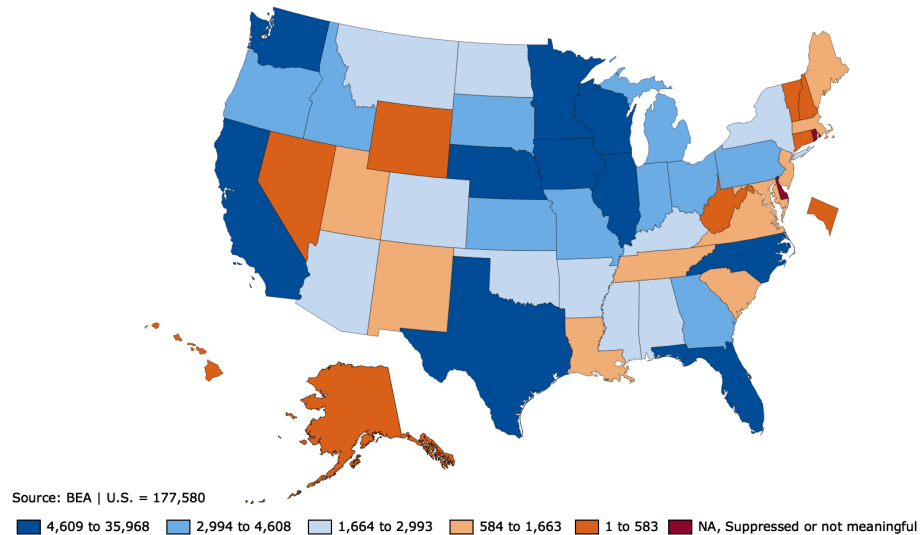 Source: BEA | U.S. = 177,580
4,609 to 35,968 2,994 to 4,608 1,664 to 2,993 584 to 1,663 1 to 583 NA, Suppressed or not meaningful